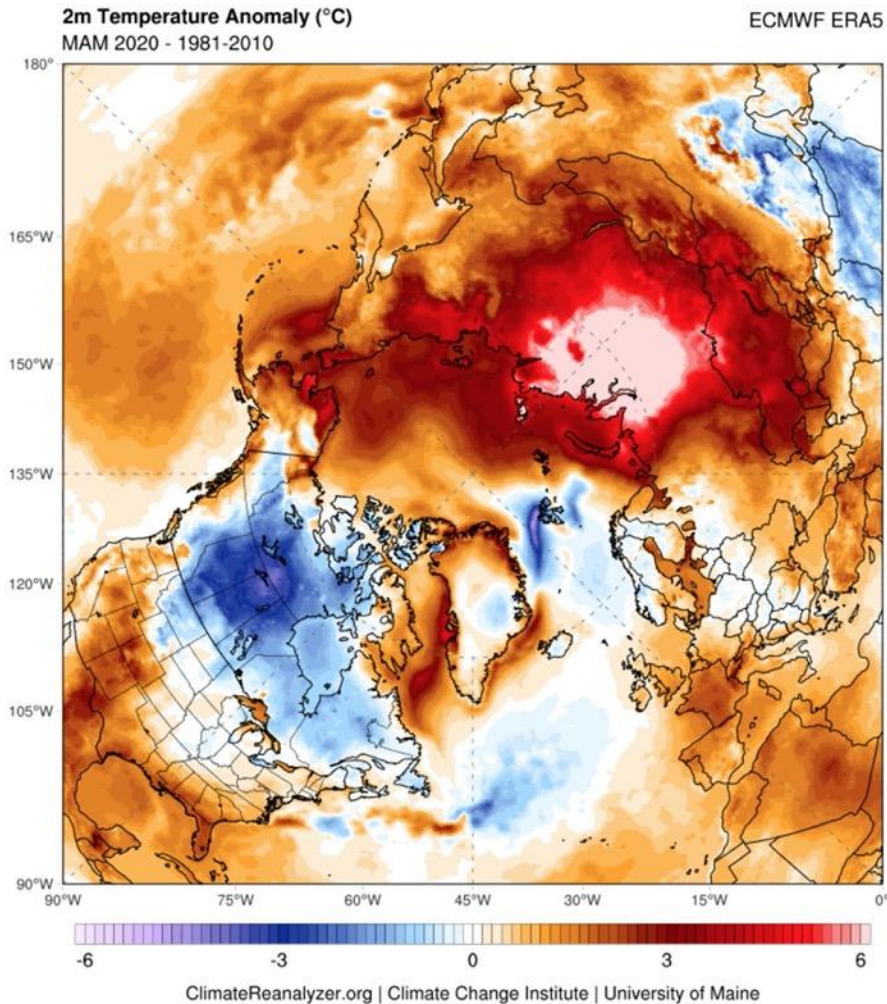 2m Temperature Anomaly (°C)
ECMWF ERA5
MAM 2020 - 1981-2010
180°
165°W
150°W
135°W
120°W
105°W
90°W
90°W 75°W 60°W 45°W 30°W 15°W 0°
-6 -3 0 3 6
ClimateReanalyzer.org | Climate Change Institute | University of Maine